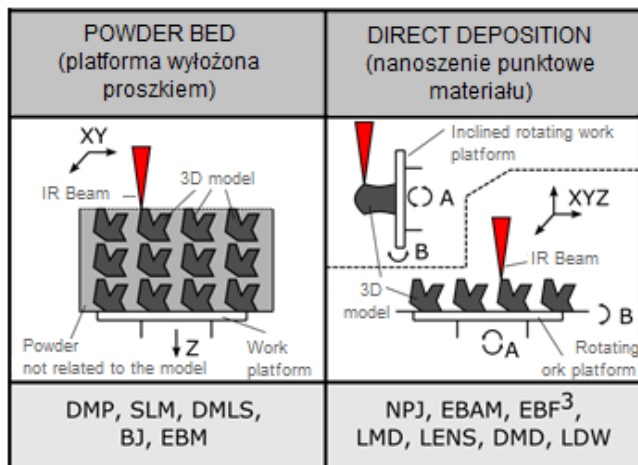 POWDER BED
(platforma wyłożona
proszkiem)
DIRECT DEPOSITION
(nanoszenie punktowe
materiału)
XY
IR Beam
3D model
Powder
not related to the model
Z
Work
platform
Inclined rotating work
platform
A
B
XYZ
IR Beam
3D
model
B
A
Rotating
ork platform
DMP, SLM, DMLS,
BJ, EBM
NPJ, EBAM, EBF³,
LMD, LENS, DMD, LDW